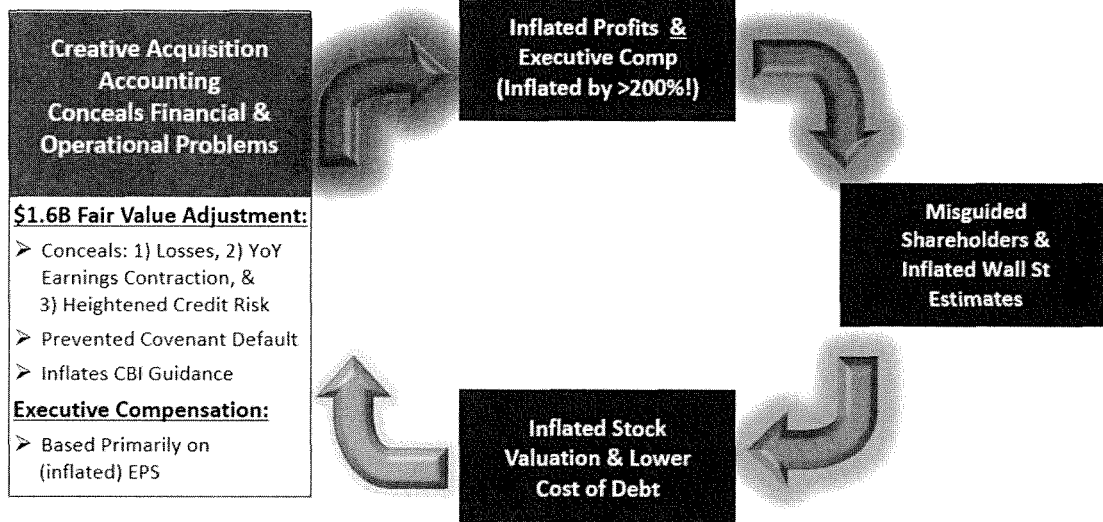 Creative Acquisition
Accounting
Conceals Financial &
Operational Problems
$1.6B Fair Value Adjustment:
➢ Conceals: 1) Losses, 2) YoY
Earnings Contraction, &
3) Heightened Credit Risk
➢ Prevented Covenant Default
➢ Inflates CBI Guidance
Executive Compensation:
➢ Based Primarily on
(inflated) EPS
Inflated Profits &
Executive Comp
(Inflated by >200%!)
Misguided
Shareholders &
Inflated Wall St
Estimates
Inflated Stock
Valuation & Lower
Cost of Debt